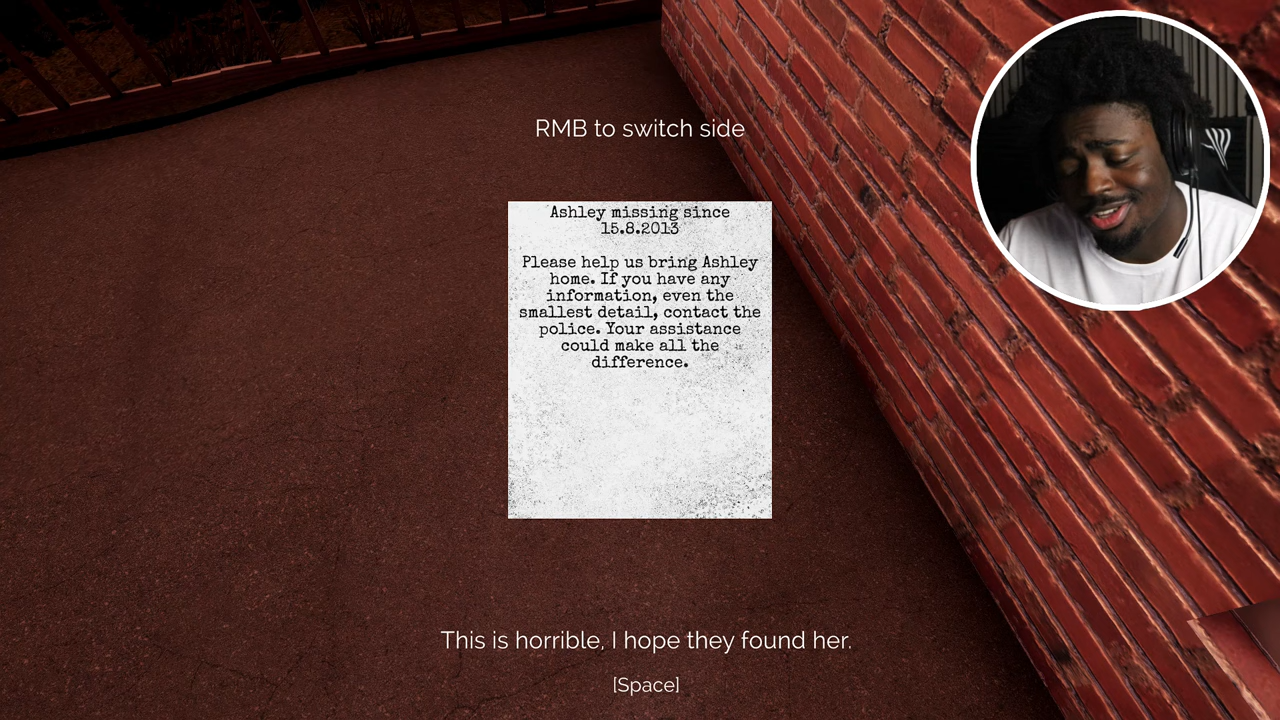 RMB to switch side
Ashley missing since
15.8.2013
Please help us bring Ashley
home. If you have any
information, even the
smallest detail, contact the
police. Your assistance
could make all the
difference.
This is horrible, I hope they found her.
[Space]